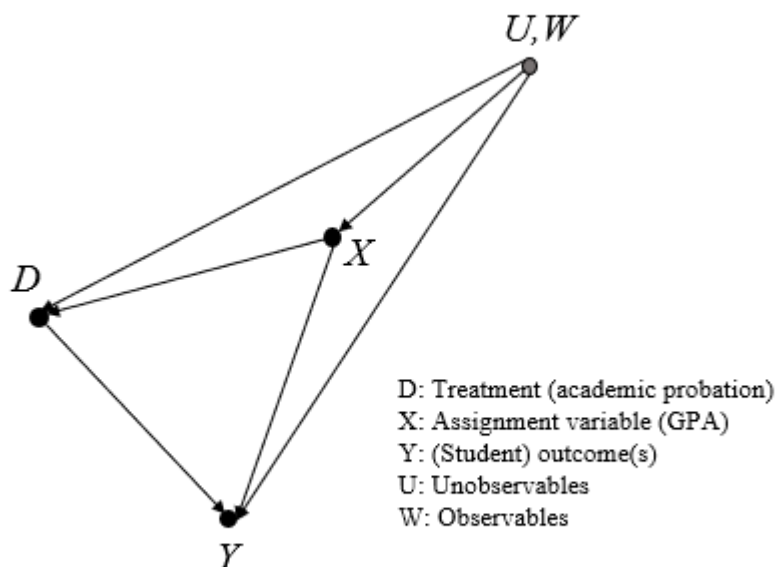 U,W
X
D
D: Treatment (academic probation)
X: Assignment variable (GPA)
Y: (Student) outcome(s)
U: Unobservables
W: Observables
Y